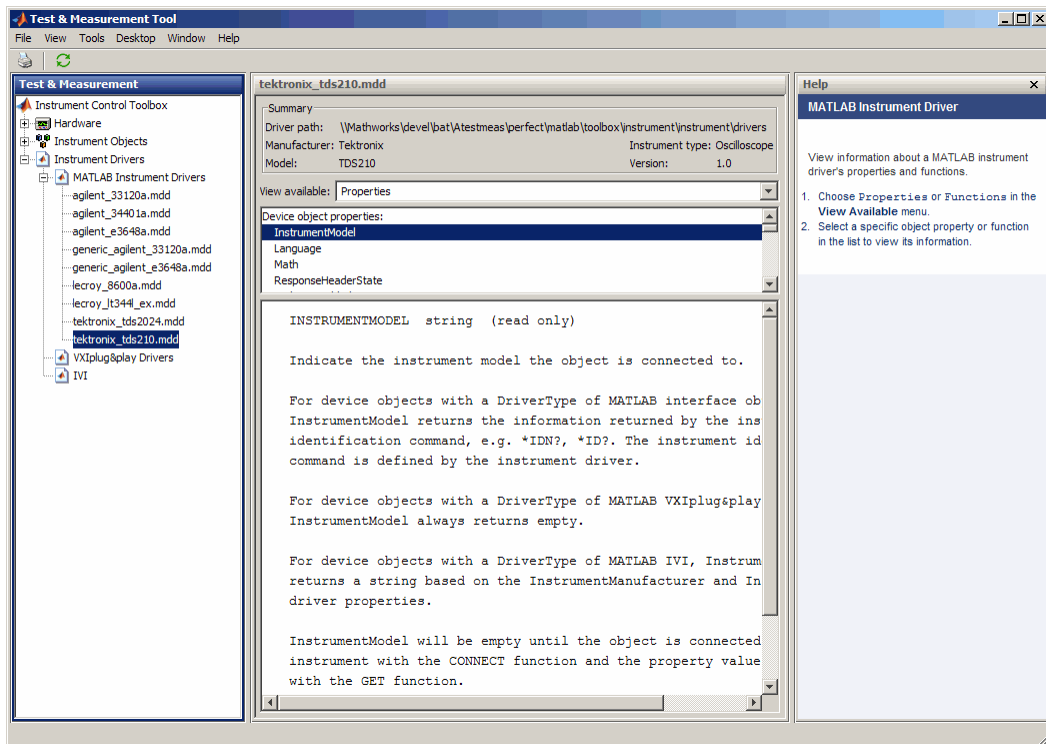 Test & Measurement Tool
File View Tools Desktop Window Help
Test & Measurement
Instrument Control Toolbox
Hardware
Instrument Objects
Instrument Drivers
MATLAB Instrument Drivers
agilent_33120a.mdd
agilent_34401a.mdd
agilent_e3648a.mdd
generic_agilent_33120a.mdd
generic_agilent_e3648a.mdd
lecroy_8600a.mdd
lecroy_lt344l_ex.mdd
tektronix_tds2024.mdd
tektronix_tds210.mdd
VXIplug&play Drivers
IVI
tektronix_tds210.mdd
Summary
Driver path: \\Mathworks\devel\bat\Atestmeas\perfect\matlab\toolbox\instrument\instrument\drivers
Manufacturer: Tektronix Instrument type: Oscilloscope
Model: TDS210 Version: 1.0
View available: Properties
Device object properties:
InstrumentModel
Language
Math
ResponseHeaderState
INSTRUMENTMODEL string (read only)
Indicate the instrument model the object is connected to.
For device objects with a DriverType of MATLAB interface ob
InstrumentModel returns the information returned by the ins
identification command, e.g. *IDN?, *ID?. The instrument id
command is defined by the instrument driver.
For device objects with a DriverType of MATLAB VXIplug&play
InstrumentModel always returns empty.
For device objects with a DriverType of MATLAB IVI, Instrum
returns a string based on the InstrumentManufacturer and In
driver properties.
InstrumentModel will be empty until the object is connected
instrument with the CONNECT function and the property value
with the GET function.
Help
MATLAB Instrument Driver
View information about a MATLAB instrument
driver's properties and functions.
1. Choose Properties or Functions in the
View Available menu.
2. Select a specific object property or function
in the list to view its information.